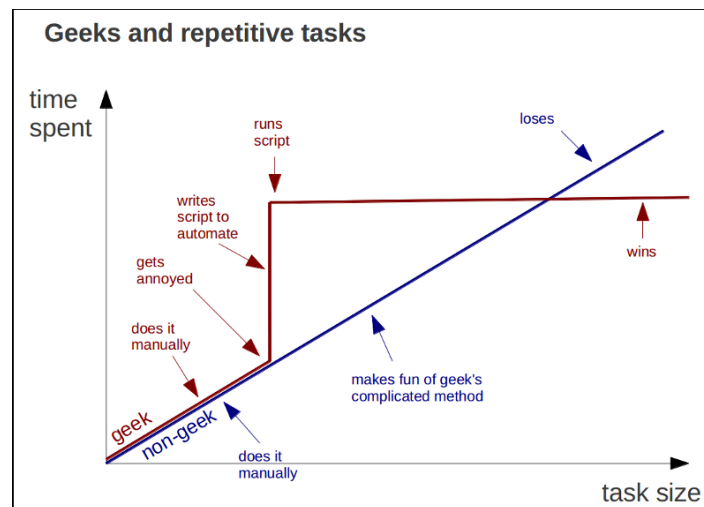 Geeks and repetitive tasks
time
spent
runs
script
loses
writes
script to
automate
gets
annoyed
wins
does it
manually
geek
non-geek
makes fun of geek's
complicated method
does it
manually
task size